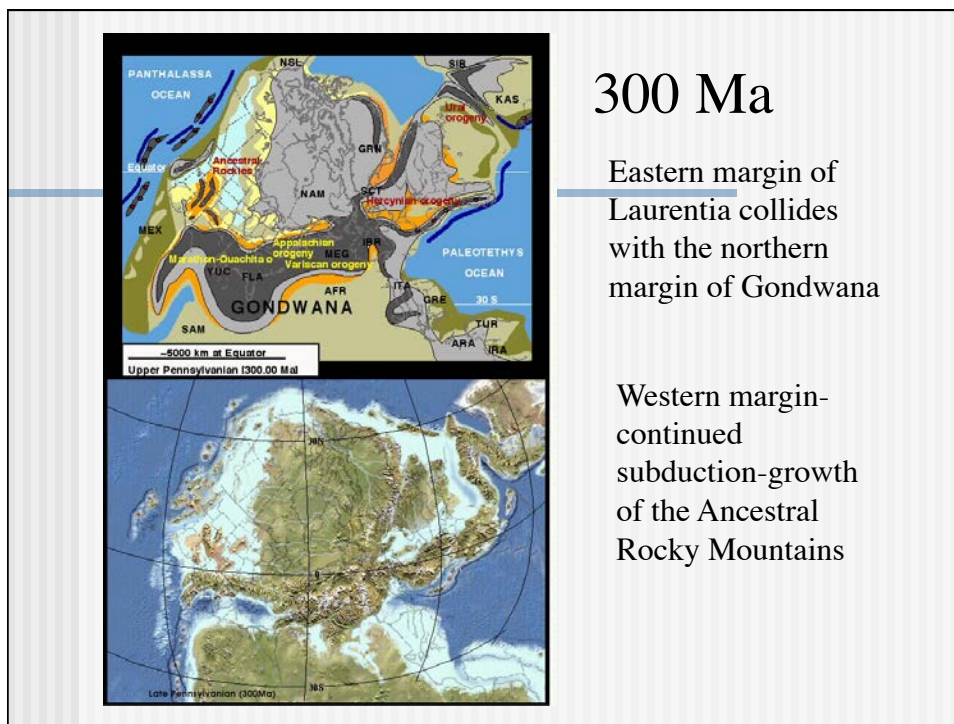 300 Ma
Eastern margin of
Laurentia collides
with the northern
margin of Gondwana
Western margin-
continued
subduction-growth
of the Ancestral
Rocky Mountains
NSL
SIB
PANTHALASSA
OCEAN
KAS
Ural
orogeny
GRN
Equator
Ancestral
Rockies
NAM
SCT
Hercynian orogeny
MEX
Appalachian
orogeny
IBR
Marathon-Ouachita o
MEG
Variscan orogeny
PALEOTETHYS
OCEAN
YUC
FLA
ITA
AFR
GRE
30 S
GONDWANA
SAM
TUR
ARA
IRA
~5000 km at Equator
Upper Pennsylvanian [300.00 Ma]
30N
0
30S
Late Pennsylvanian (300Ma)